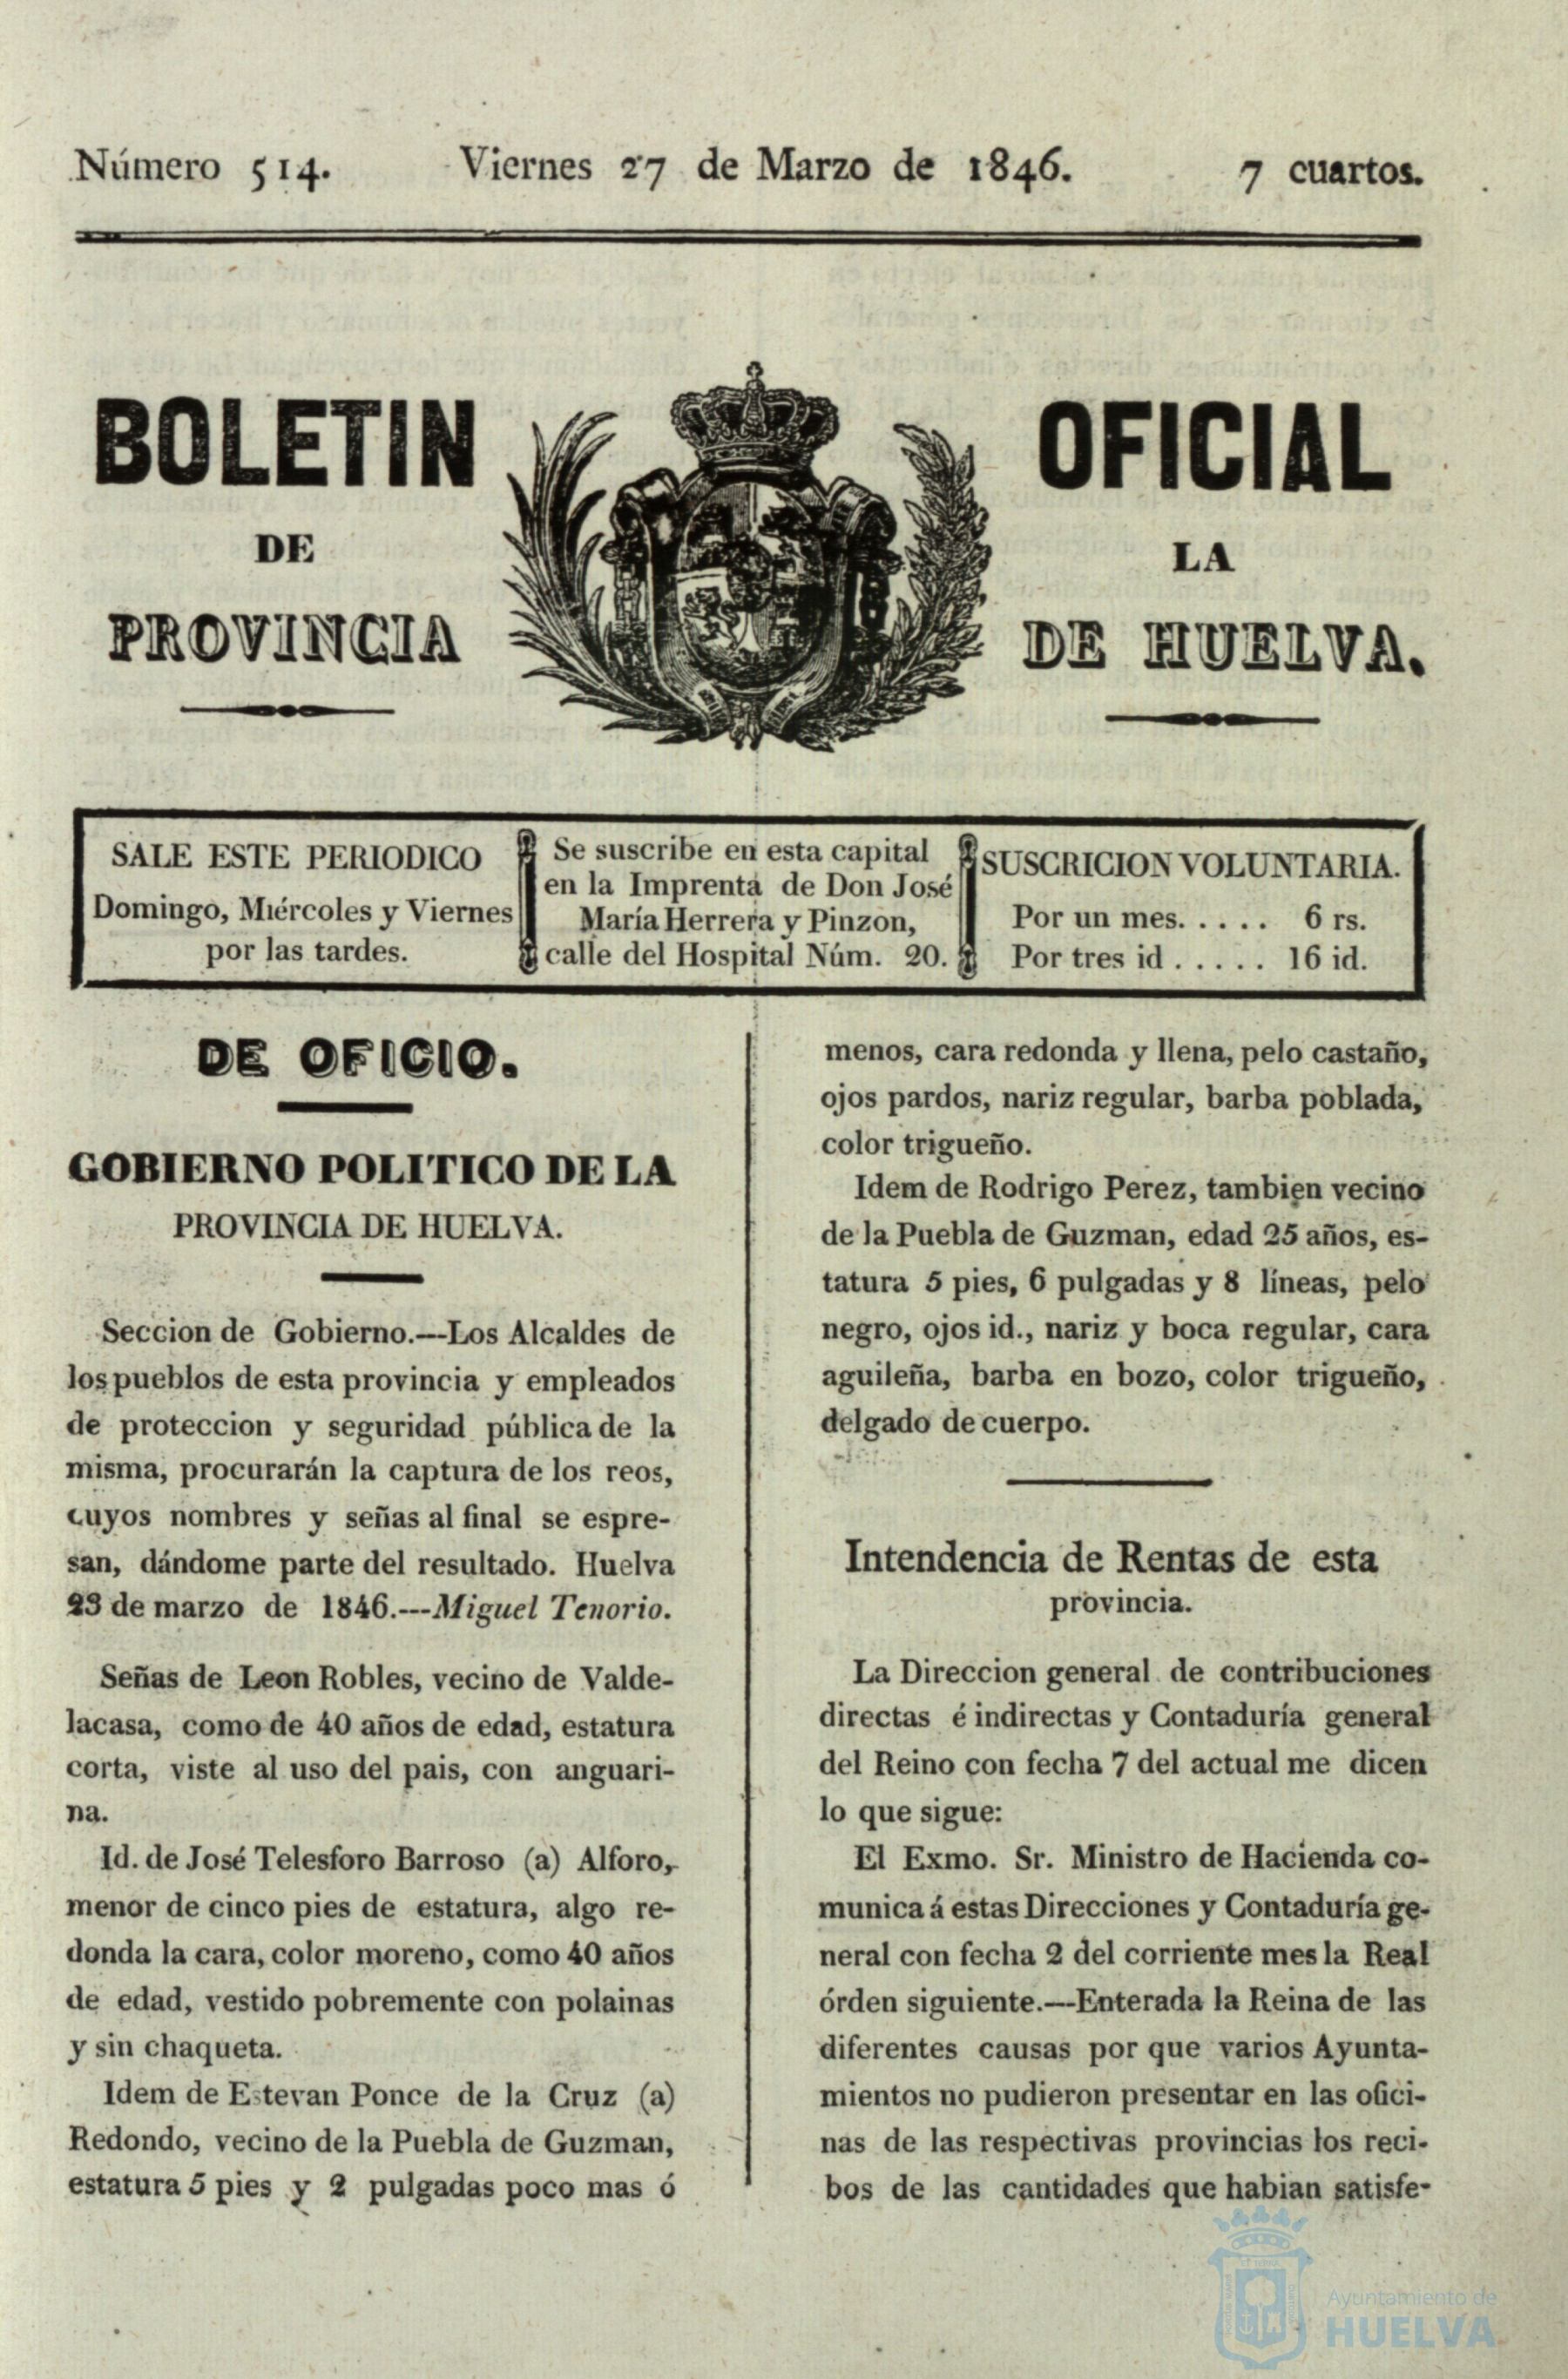 Número 514. Viernes 27 de Marzo de 1846. 7 cuartos.
BOLETIN OFICIAL
DE LA
PROVINCIA DE HUELVA.
SALE ESTE PERIODICO
Domingo, Miércoles y Viernes
por las tardes.
Se suscribe en esta capital
en la Imprenta de Don José
María Herrera y Pinzon,
calle del Hospital Núm. 20.
SUSCRICION VOLUNTARIA.
Por un mes. . . . . 6 rs.
Por tres id . . . . . 16 id.
DE OFICIO.
GOBIERNO POLITICO DE LA
PROVINCIA DE HUELVA.
Seccion de Gobierno.—Los Alcaldes de
los pueblos de esta provincia y empleados
de proteccion y seguridad pública de la
misma, procurarán la captura de los reos,
cuyos nombres y señas al final se espre-
san, dándome parte del resultado. Huelva
23 de marzo de 1846.---Miguel Tenorio.
Señas de Leon Robles, vecino de Valde-
lacasa, como de 40 años de edad, estatura
corta, viste al uso del pais, con anguari-
na.
Id. de José Telesforo Barroso (a) Alforo,
menor de cinco pies de estatura, algo re-
donda la cara, color moreno, como 40 años
de edad, vestido pobremente con polainas
y sin chaqueta.
Idem de Estevan Ponce de la Cruz (a)
Redondo, vecino de la Puebla de Guzman,
estatura 5 pies y 2 pulgadas poco mas ó
menos, cara redonda y llena, pelo castaño,
ojos pardos, nariz regular, barba poblada,
color trigueño.
Idem de Rodrigo Perez, tambien vecino
de la Puebla de Guzman, edad 25 años, es-
tatura 5 pies, 6 pulgadas y 8 líneas, pelo
negro, ojos id., nariz y boca regular, cara
aguileña, barba en bozo, color trigueño,
delgado de cuerpo.
Intendencia de Rentas de esta
provincia.
La Direccion general de contribuciones
directas é indirectas y Contaduría general
del Reino con fecha 7 del actual me dicen
lo que sigue:
El Exmo. Sr. Ministro de Hacienda co-
munica á estas Direcciones y Contaduría ge-
neral con fecha 2 del corriente mes la Real
órden siguiente.—Enterada la Reina de las
diferentes causas por que varios Ayunta-
mientos no pudieron presentar en las ofici-
nas de las respectivas provincias los reci-
bos de las cantidades que habian satisfe-
Ayuntamiento de
HUELVA